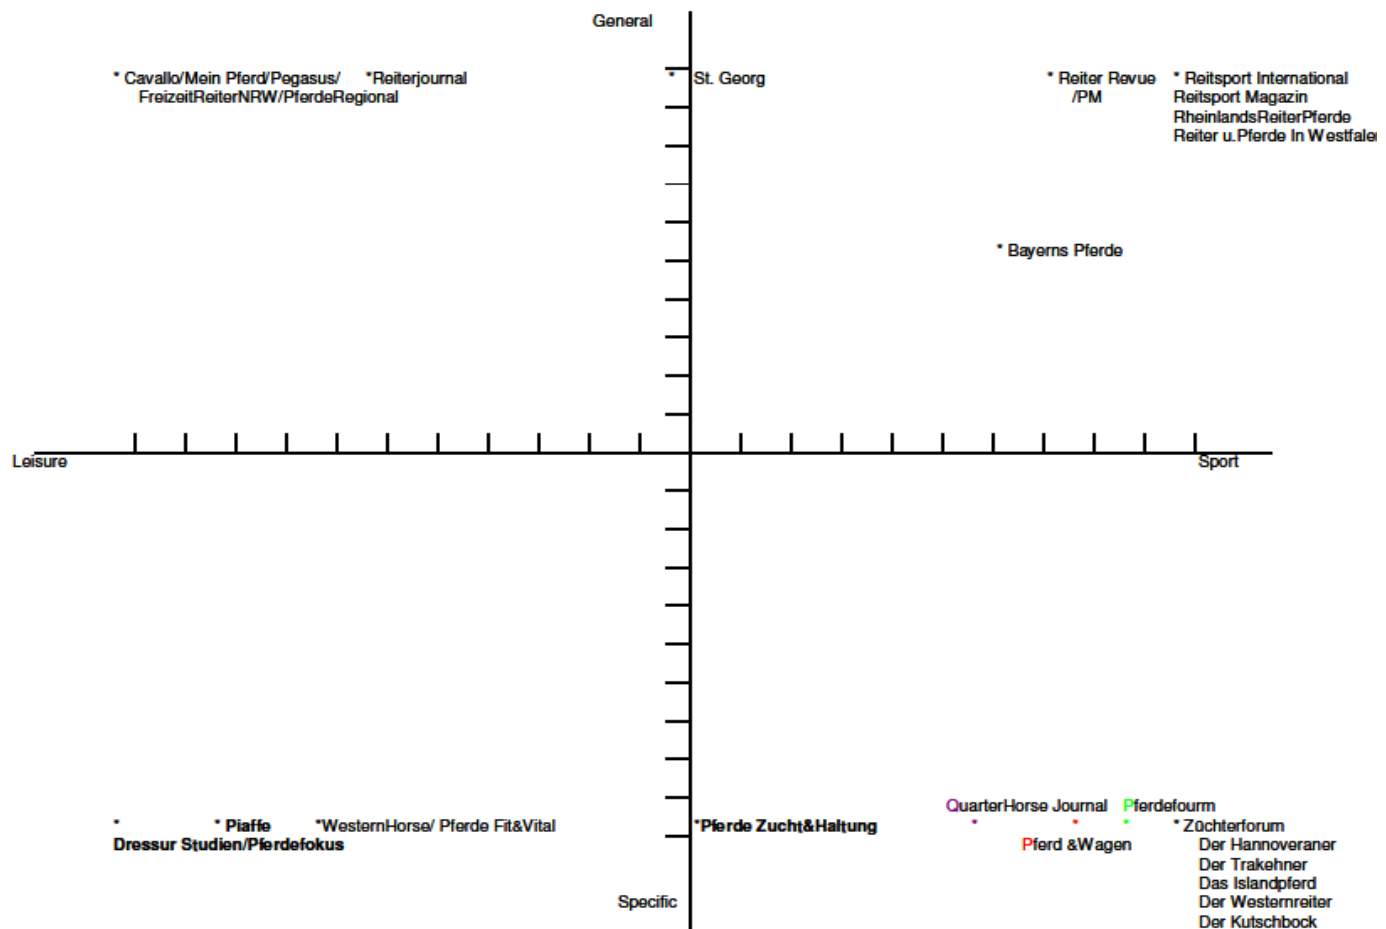 General
* Cavallo/Mein Pferd/Pegasus/ *Reiterjournal * St. Georg * Reiter Revue * Reitsport International
FreizeitReiterNRW/PferdeRegional /PM Reitsport Magazin
RheinlandsReiterPferde
Reiter u.Pferde In Westfalen
* Bayerns Pferde
Leisure Sport
QuarterHorse Journal Pferdefourm
* * Piaffe *WesternHorse/ Pferde Fit&Vital *Pferde Zucht&Haltung * * * * Züchterforum
Dressur Studien/Pferdefokus Pferd &Wagen Der Hannoveraner
Der Trakehner
Das Islandpferd
Specific Der Westernreiter
Der Kutschbock